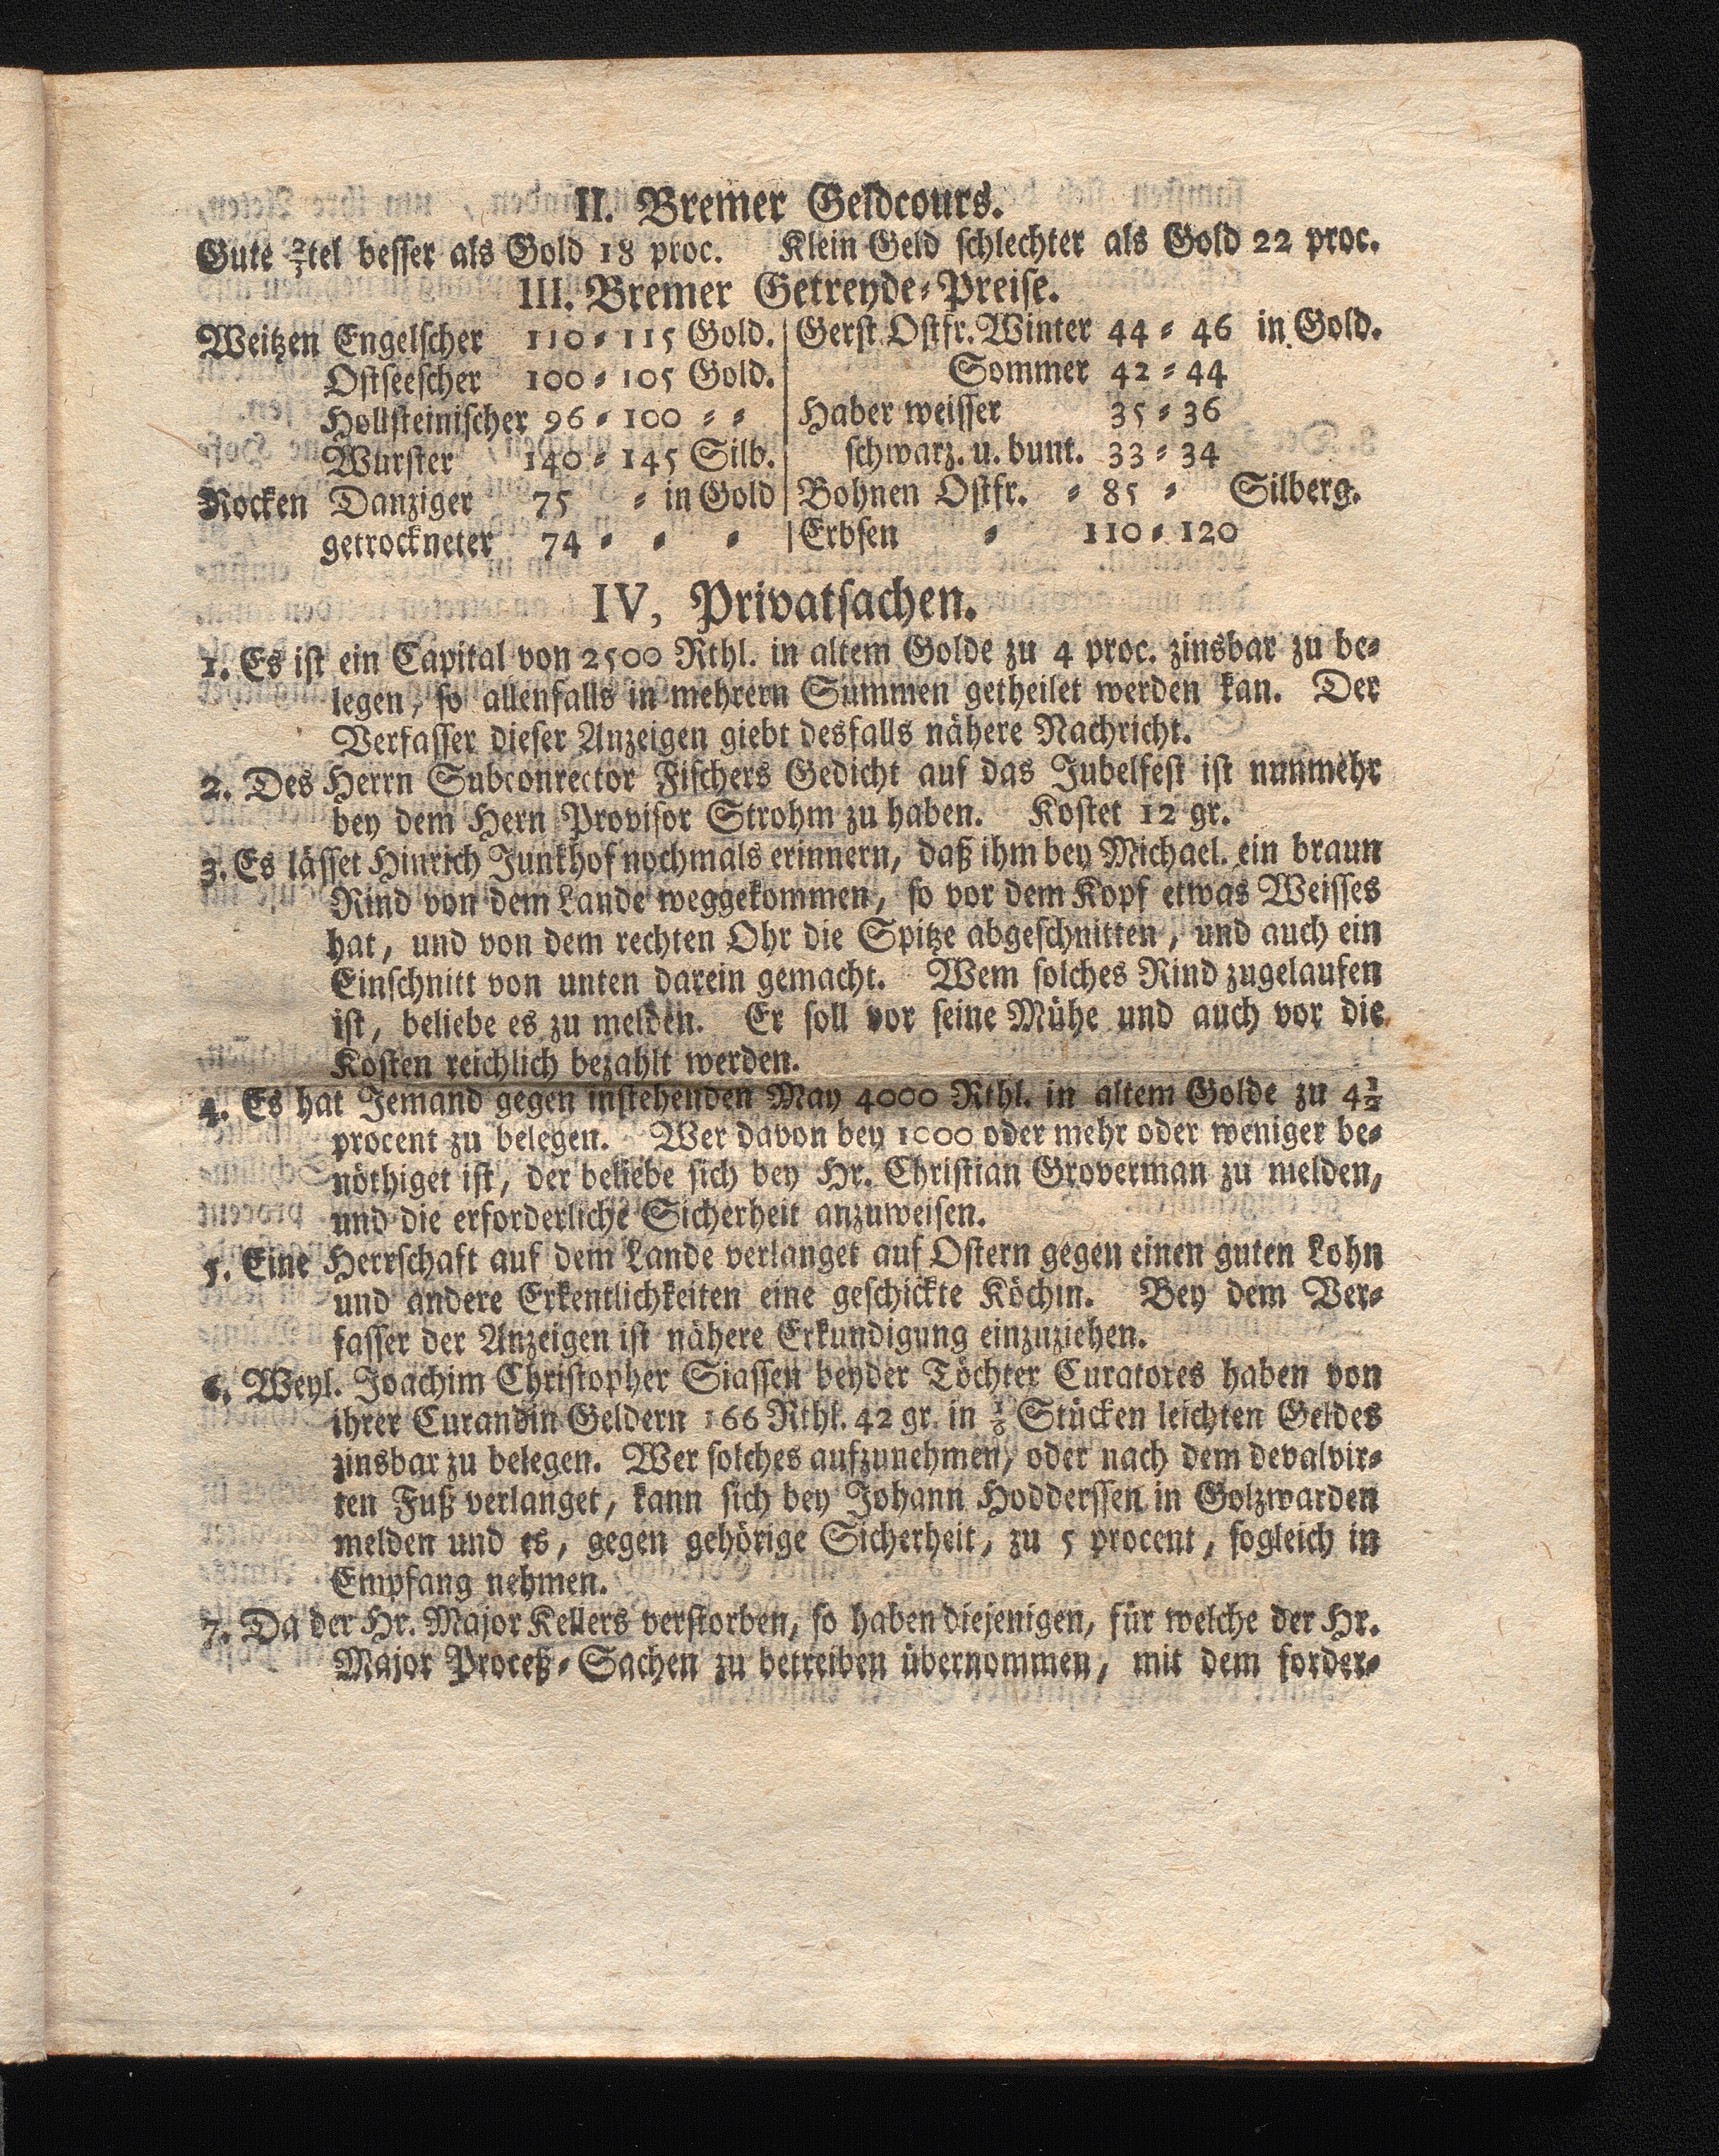 II. Bremer Geldcours.
Gute ⅔tel besser als Gold 18 proc. Klein Geld schlechter als Gold 22 proc.
III. Bremer Getreyde-Preise.
Weitzen Engelscher 110 = 115 Gold. | Gerst. Ostfr. Winter 44 = 46 in Gold.
Ostseescher 100 = 105 Gold. | Sommer 42 = 44
Hollsteinischer 96 = 100 = = | Haber weisser 35 = 36
Wurster 140 = 145 Silb. | schwarz. u. bunt. 33 = 34
Rocken Danziger 75 = in Gold | Bohnen Ostfr. = 85 = Silberg.
getrockneter 74 = = = | Erbsen = 110 = 120
IV, Privatsachen.
1. Es ist ein Capital von 2500 Rthl. in altem Golde zu 4 proc. zinsbar zu be-
legen, so allenfalls in mehrern Summen getheilet werden kan. Der
Verfasser dieser Anzeigen giebt desfalls nähere Nachricht.
2. Des Herrn Subconrector Fischers Gedicht auf das Jubelfest ist nunmehr
bey dem Hern Provisor Strohm zu haben. Kostet 12 gr.
3. Es lässet Hinrich Junkhof nochmals erinnern, daß ihm bey Michael. ein braun
Rind von dem Lande weggekommen, so vor dem Kopf etwas Weisses
hat, und von dem rechten Ohr die Spitze abgeschnitten, und auch ein
Einschnitt von unten darein gemacht. Wem solches Rind zugelaufen
ist, beliebe es zu melden. Er soll vor seine Mühe und auch vor die
Kosten reichlich bezahlt werden.
4. Es hat Jemand gegen instehenden May 4000 Rthl. in altem Golde zu 4½
procent zu belegen. Wer davon bey 1000 oder mehr oder weniger be-
nöthiget ist, der beliebe sich bey Hr. Christian Groverman zu melden,
und die erforderliche Sicherheit anzuweisen.
5. Eine Herrschaft auf dem Lande verlanget auf Ostern gegen einen guten Lohn
und andere Erkentlichkeiten eine geschickte Köchin. Bey dem Ver-
fasser der Anzeigen ist nähere Erkundigung einzuziehen.
6. Weyl. Joachim Christopher Siassen beyder Töchter Curatores haben von
ihrer Curandin Geldern 166 Rthl. 42 gr. in ⅙ Stücken leichten Geldes
zinsbar zu belegen. Wer solches aufzunehmen, oder nach dem devalvir-
ten Fuß verlanget, kann sich bey Johann Hodderssen in Golzwarden
melden und es, gegen gehörige Sicherheit, zu 5 procent, sogleich in
Empfang nehmen.
7. Da der Hr. Major Kellers verstorben, so haben diejenigen, für welche der Hr.
Major Proceß-Sachen zu betreiben übernommen, mit dem forder-